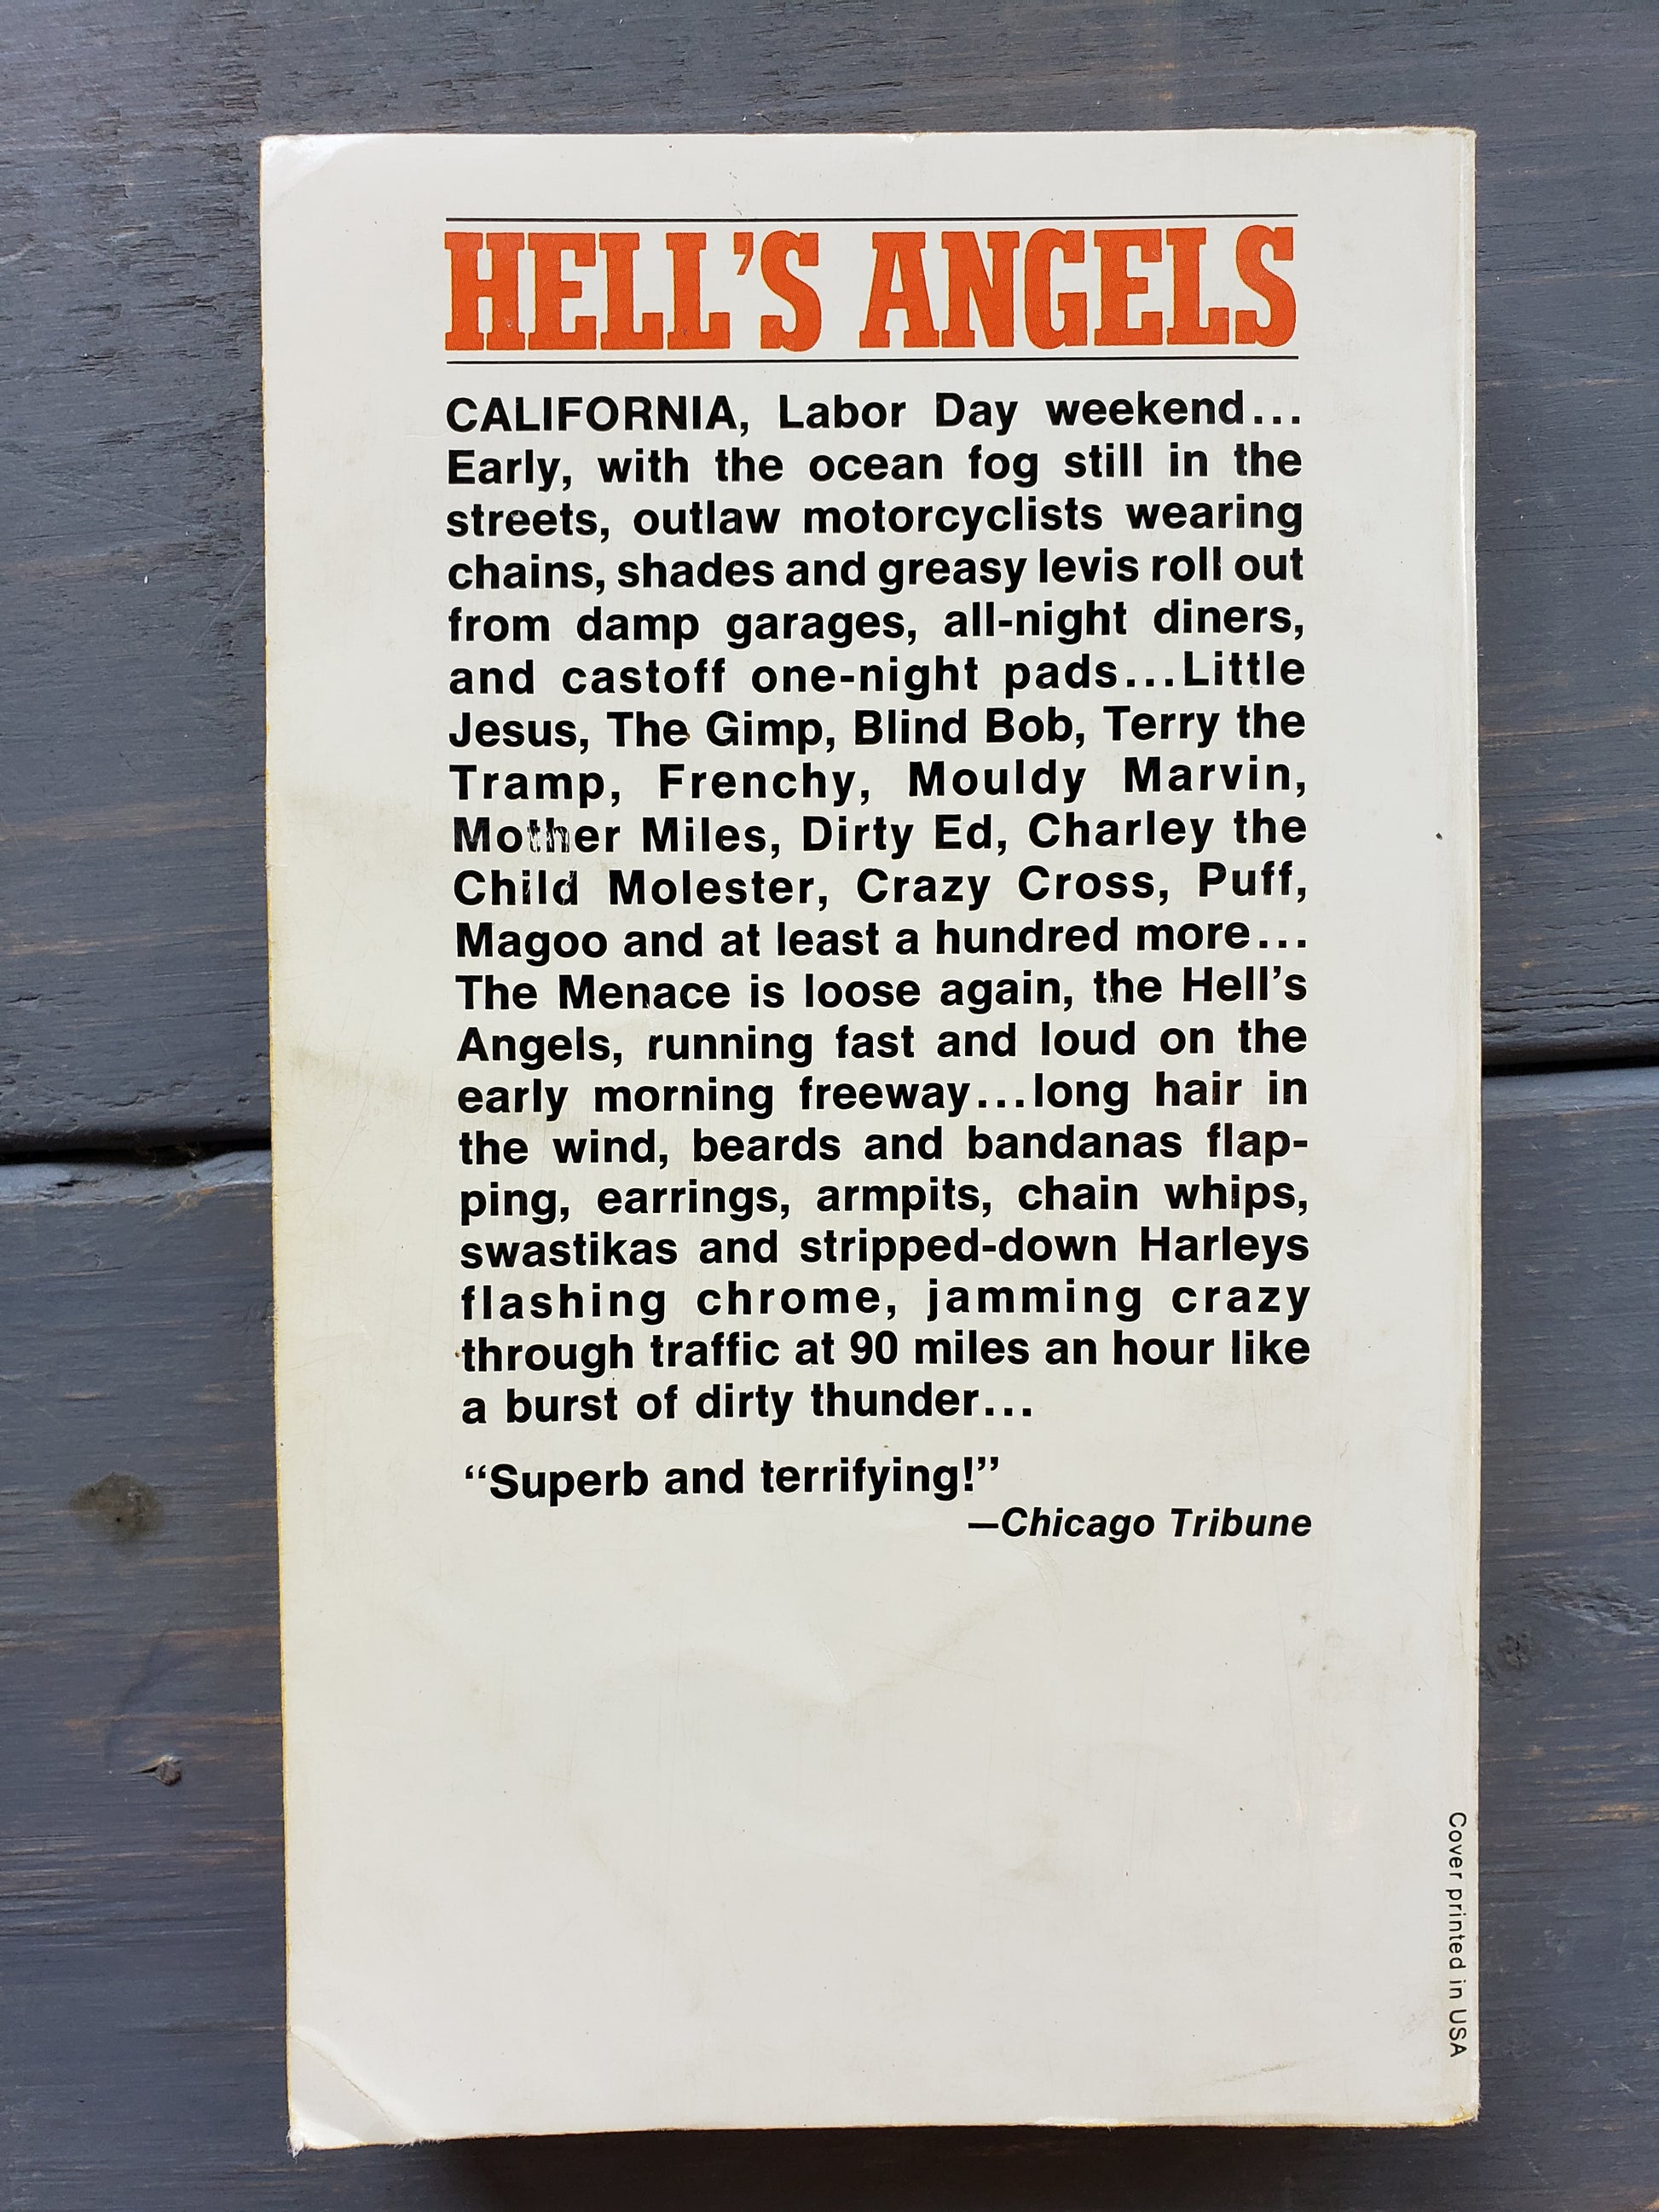 HELL'S ANGELS
CALIFORNIA, Labor Day weekend...
Early, with the ocean fog still in the
streets, outlaw motorcyclists wearing
chains, shades and greasy levis roll out
from damp garages, all-night diners,
and castoff one-night pads...Little
Jesus, The Gimp, Blind Bob, Terry the
Tramp, Frenchy, Mouldy Marvin,
Mother Miles, Dirty Ed, Charley the
Child Molester, Crazy Cross, Puff,
Magoo and at least a hundred more...
The Menace is loose again, the Hell's
Angels, running fast and loud on the
early morning freeway...long hair in
the wind, beards and bandanas flap-
ping, earrings, armpits, chain whips,
swastikas and stripped-down Harleys
flashing chrome, jamming crazy
through traffic at 90 miles an hour like
a burst of dirty thunder...
“Superb and terrifying!”
—Chicago Tribune
Cover printed in USA